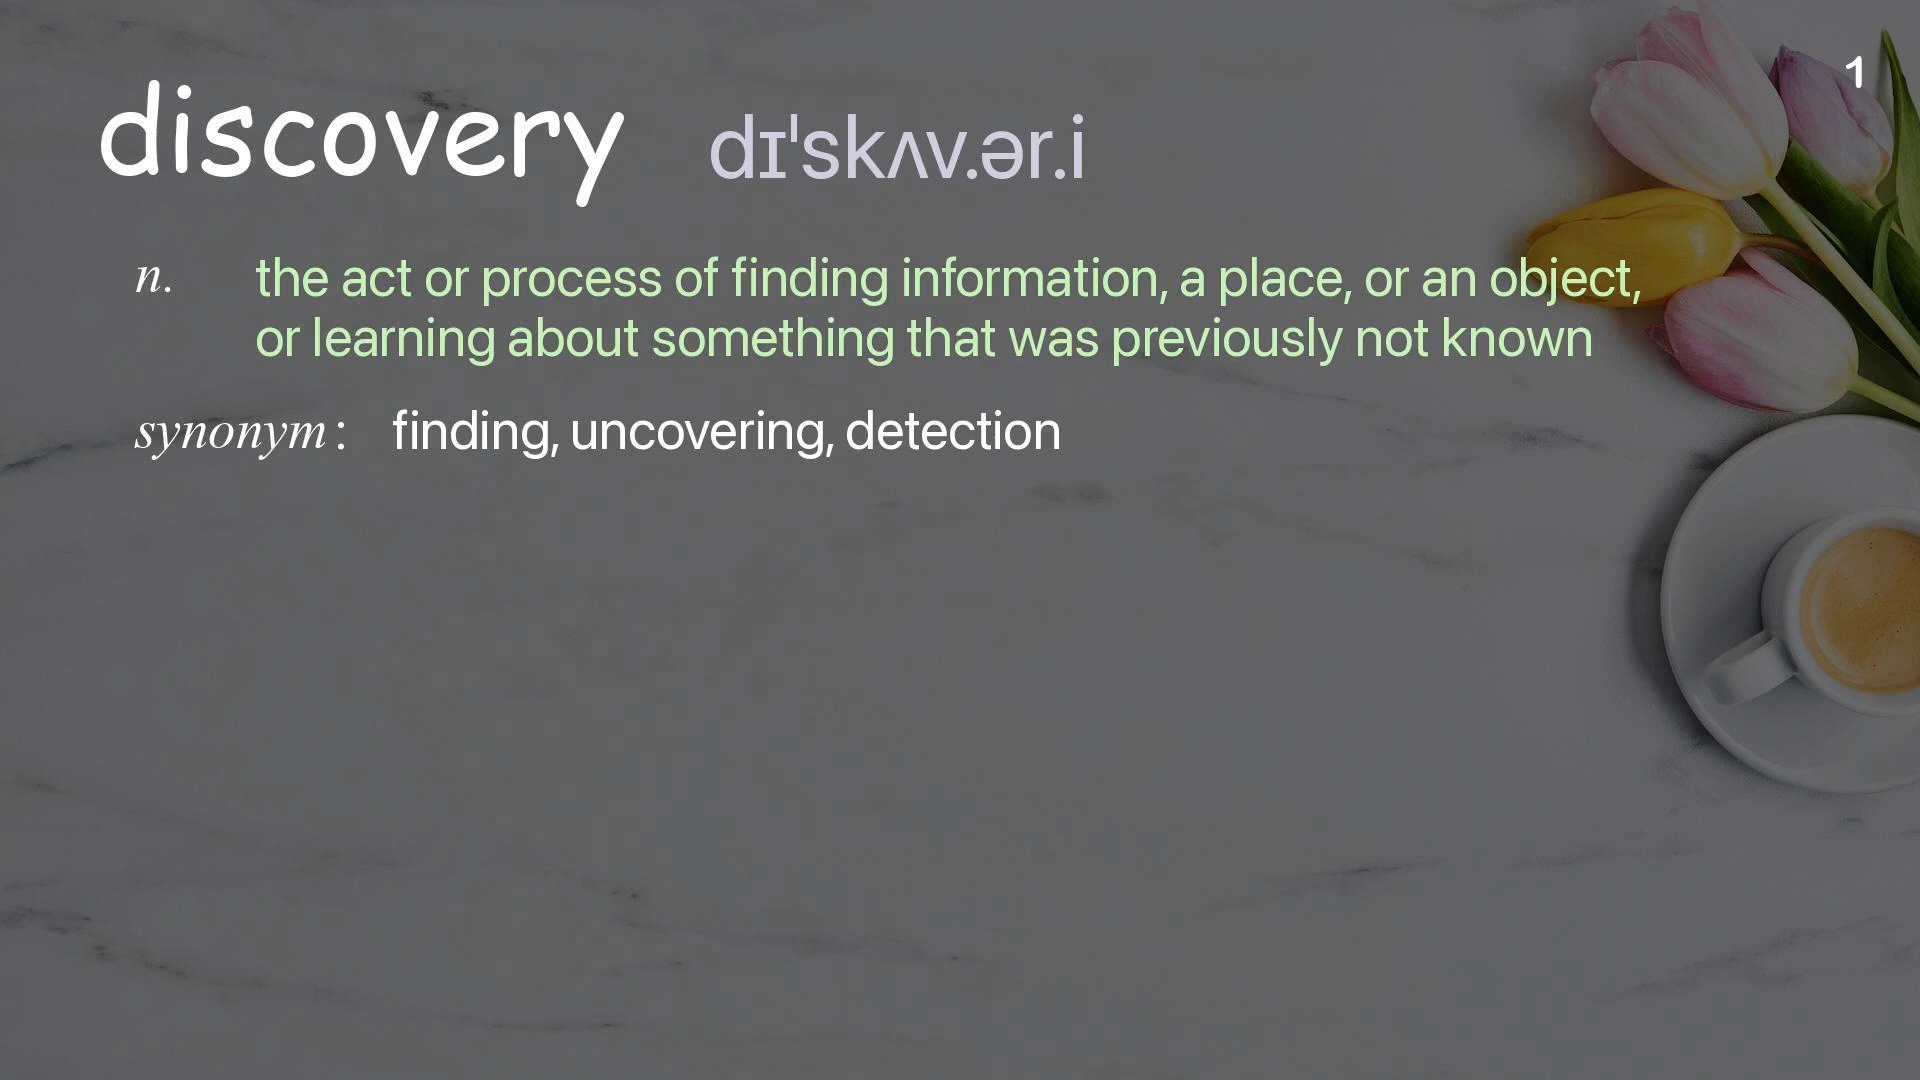 1
discovery dɪˈskʌv.ər.i
n. the act or process of finding information, a place, or an object,
or learning about something that was previously not known
synonym: finding, uncovering, detection